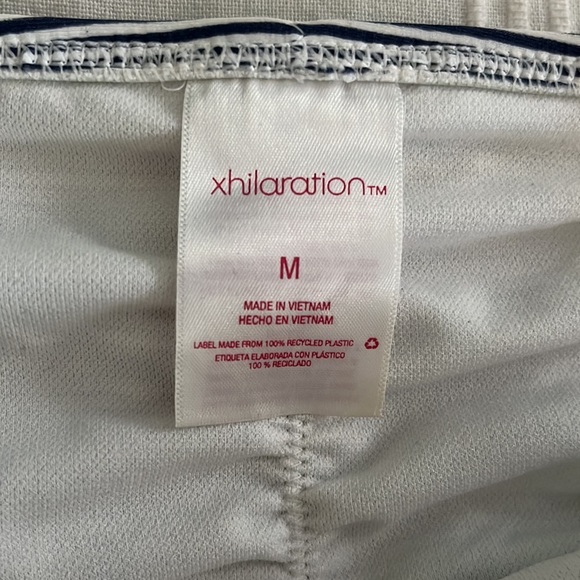 xhilaration™
M
MADE IN VIETNAM
HECHO EN VIETNAM
LABEL MADE FROM 100% RECYCLED PLASTIC
ETIQUETA ELABORADA CON PLÁSTICO
100 % RECICLADO